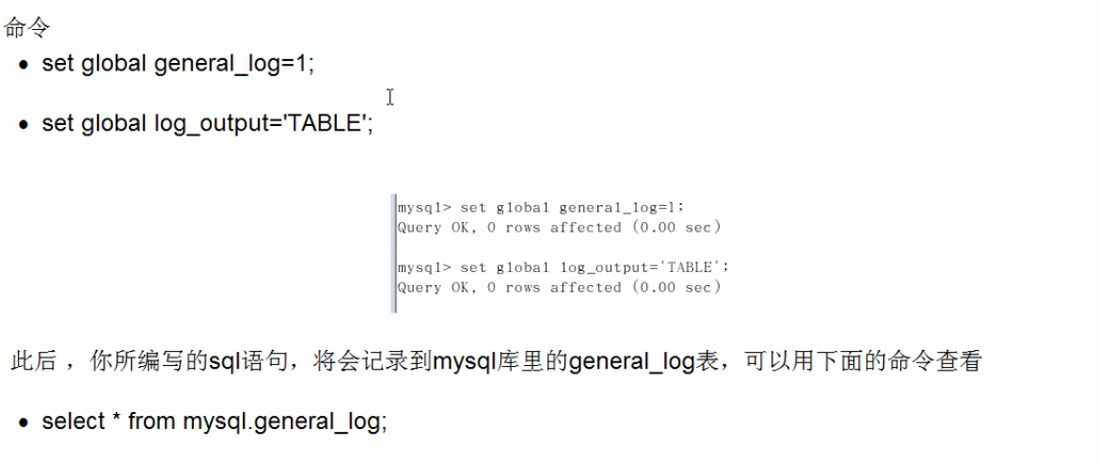 命令
• set global general_log=1;
• set global log_output='TABLE';
mysql> set global general_log=1;
Query OK, 0 rows affected (0.00 sec)
mysql> set global log_output='TABLE';
Query OK, 0 rows affected (0.00 sec)
此后 ，你所编写的sql语句，将会记录到mysql库里的general_log表，可以用下面的命令查看
• select * from mysql.general_log;